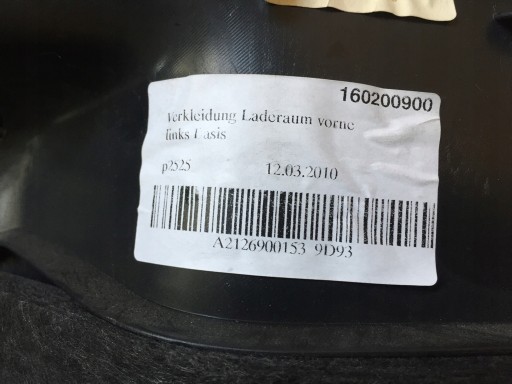 160200900
Verkleidung Laderaum vorne
links Basis
p2525 12.03.2010
A2126900153 9D93